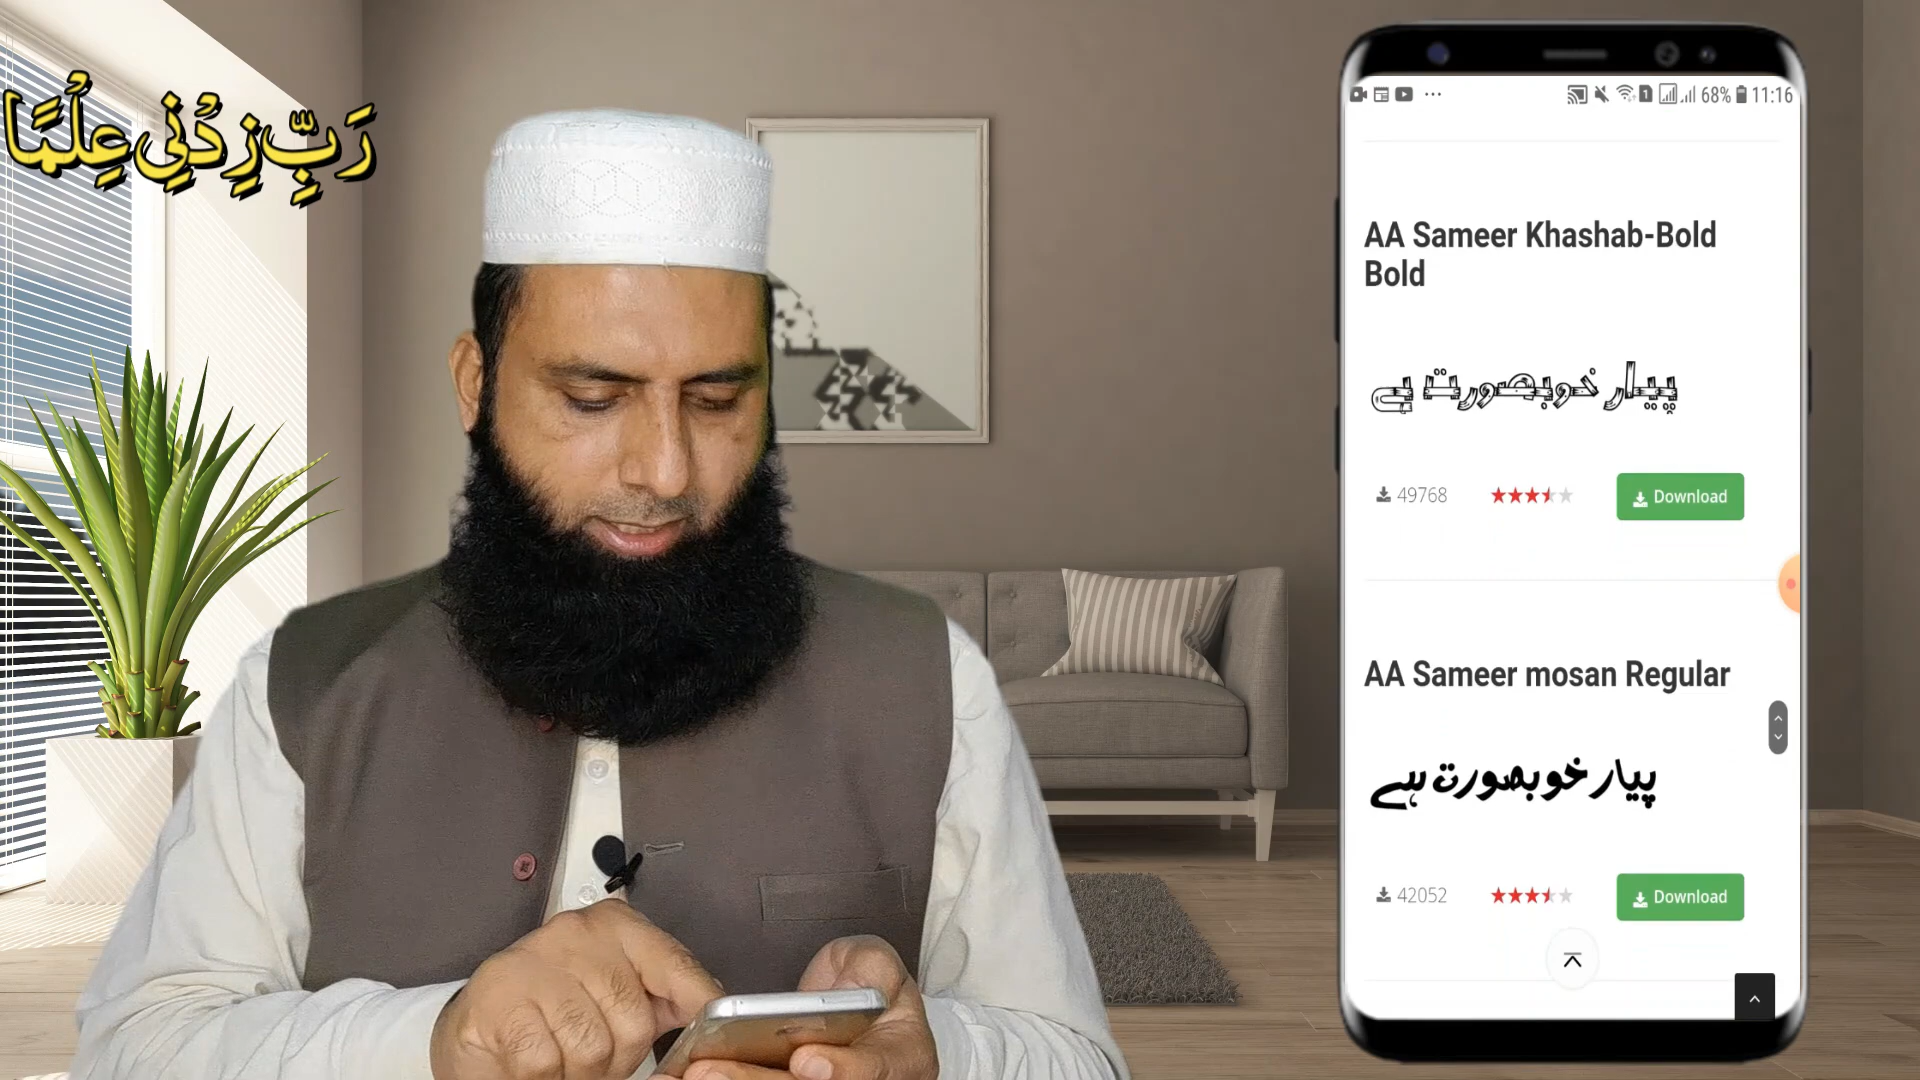 رَبِّ زِدْنِي عِلْمًا
68% 11:16
AA Sameer Khashab-Bold
Bold
پیار خوبصورت ہے
49768
Download
AA Sameer mosan Regular
پیار خوبصورت ہے
42052
Download